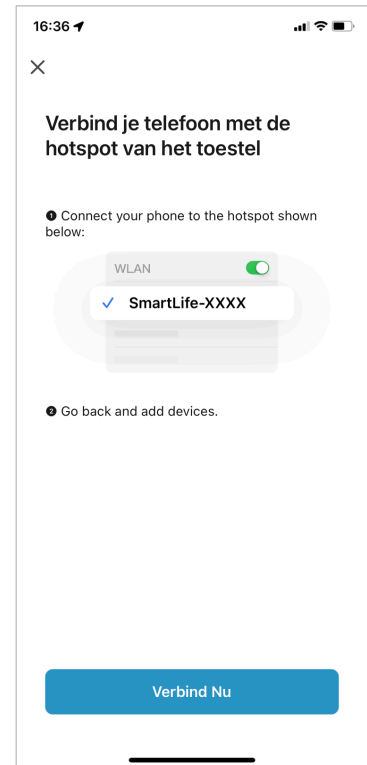 16:36
Verbind je telefoon met de
hotspot van het toestel
❶ Connect your phone to the hotspot shown
below:
WLAN
SmartLife-XXXX
❷ Go back and add devices.
Verbind Nu